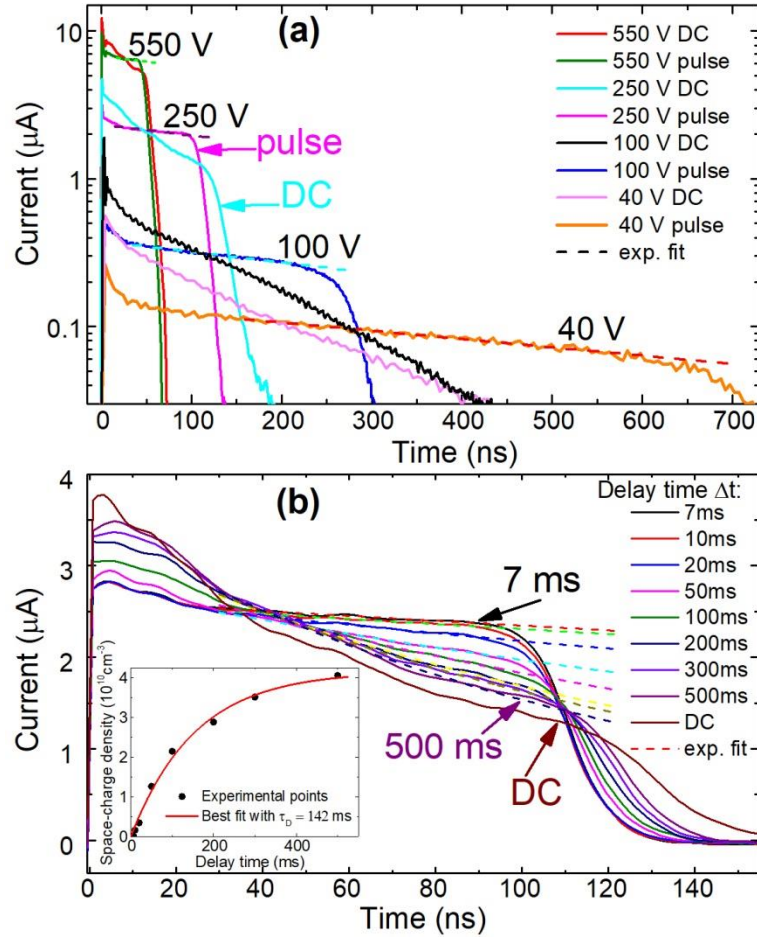 (a)
550 V
250 V
pulse
DC
100 V
40 V
550 V DC
550 V pulse
250 V DC
250 V pulse
100 V DC
100 V pulse
40 V DC
40 V pulse
exp. fit
10
1
0.1
Current (μA)
0 100 200 300 400 500 600 700
Time (ns)
(b)
Delay time Δt:
7ms
10ms
20ms
50ms
100ms
200ms
300ms
500ms
DC
exp. fit
7 ms
500 ms
DC
4
3
2
1
0
Current (μA)
Space-charge density (10¹⁰cm⁻³)
4
3
2
1
0
Experimental points
Best fit with τD = 142 ms
0 200 400
Delay time (ms)
0 20 40 60 80 100 120 140
Time (ns)